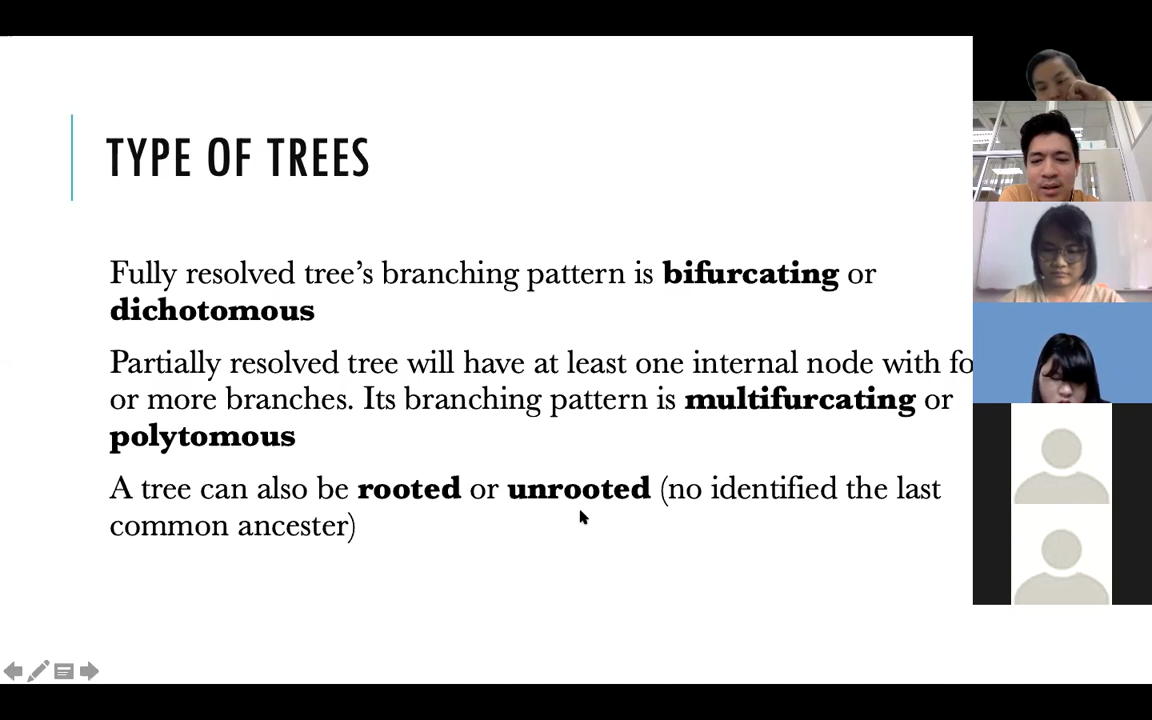 TYPE OF TREES
Fully resolved tree’s branching pattern is bifurcating or
dichotomous
Partially resolved tree will have at least one internal node with
or more branches. Its branching pattern is multifurcating or
polytomous
A tree can also be rooted or unrooted (no identified the last
common ancester)